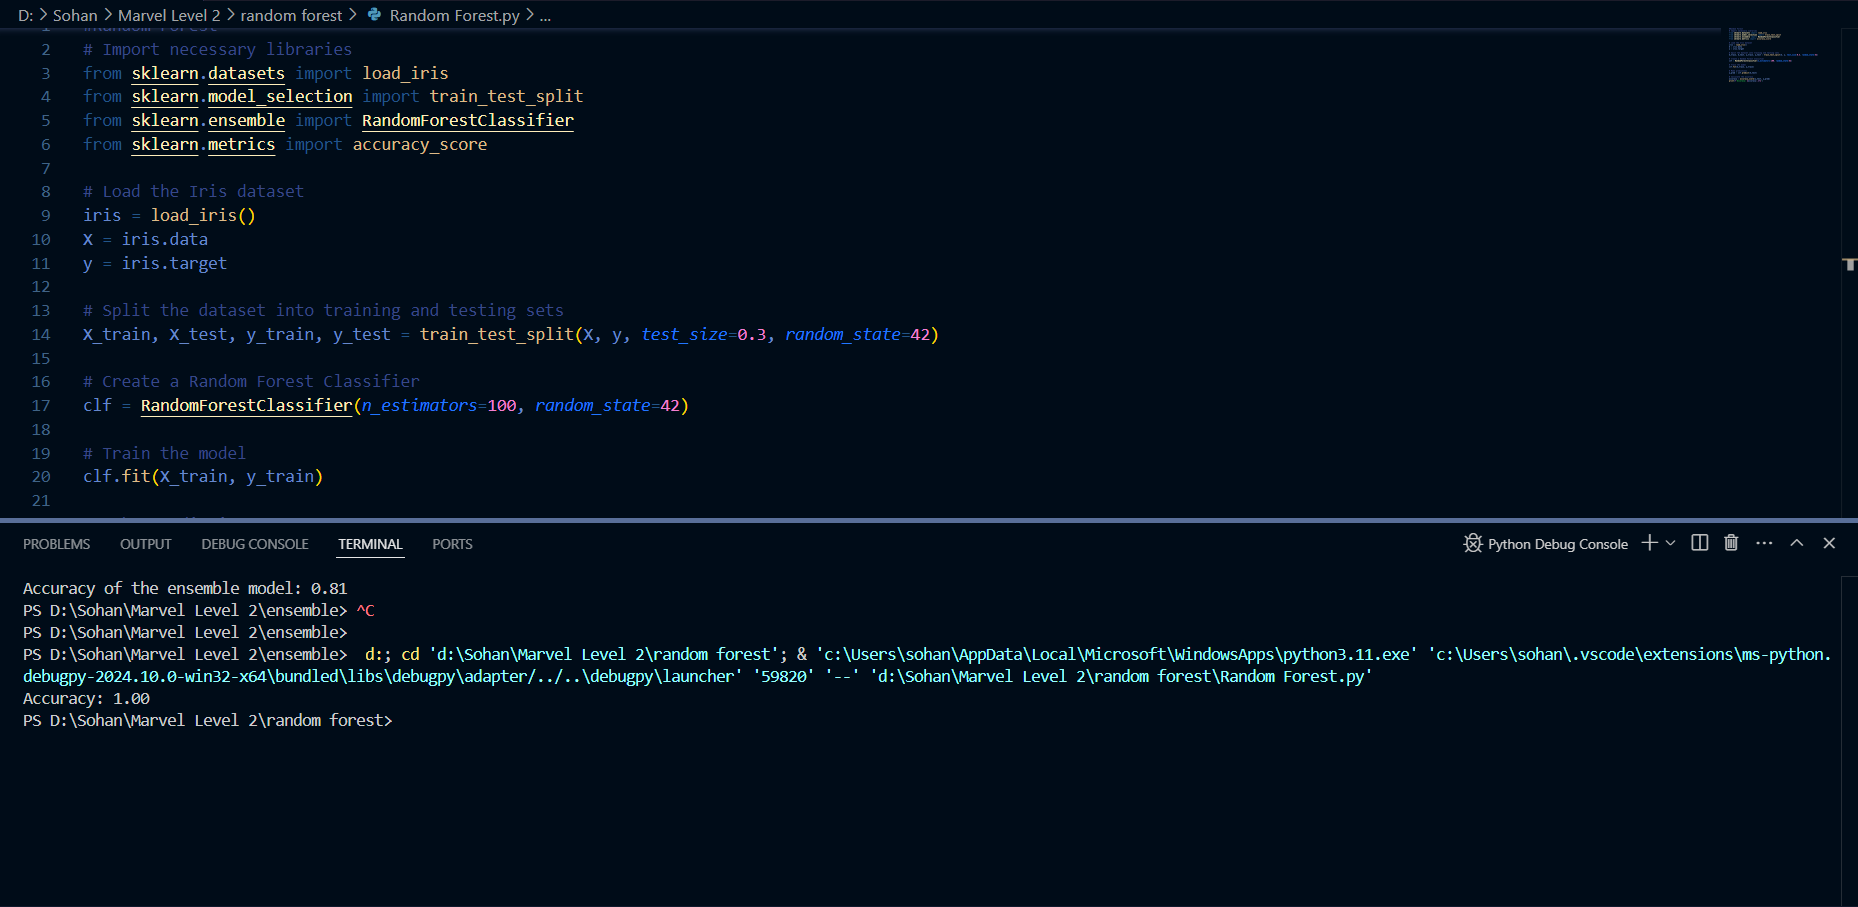 D: > Sohan > Marvel Level 2 > random forest > Random Forest.py > ...
1 #Random Forest
2 # Import necessary libraries
3 from sklearn.datasets import load_iris
4 from sklearn.model_selection import train_test_split
5 from sklearn.ensemble import RandomForestClassifier
6 from sklearn.metrics import accuracy_score
7
8 # Load the Iris dataset
9 iris = load_iris()
10 X = iris.data
11 y = iris.target
12
13 # Split the dataset into training and testing sets
14 X_train, X_test, y_train, y_test = train_test_split(X, y, test_size=0.3, random_state=42)
15
16 # Create a Random Forest Classifier
17 clf = RandomForestClassifier(n_estimators=100, random_state=42)
18
19 # Train the model
20 clf.fit(X_train, y_train)
21
PROBLEMS OUTPUT DEBUG CONSOLE TERMINAL PORTS Python Debug Console
Accuracy of the ensemble model: 0.81
PS D:\Sohan\Marvel Level 2\ensemble> ^C
PS D:\Sohan\Marvel Level 2\ensemble>
PS D:\Sohan\Marvel Level 2\ensemble>  d:; cd 'd:\Sohan\Marvel Level 2\random forest'; & 'c:\Users\sohan\AppData\Local\Microsoft\WindowsApps\python3.11.exe' 'c:\Users\sohan\.vscode\extensions\ms-python.
debugpy-2024.10.0-win32-x64\bundled\libs\debugpy\adapter/../..\debugpy\launcher' '59820' '--' 'd:\Sohan\Marvel Level 2\random forest\Random Forest.py'
Accuracy: 1.00
PS D:\Sohan\Marvel Level 2\random forest>